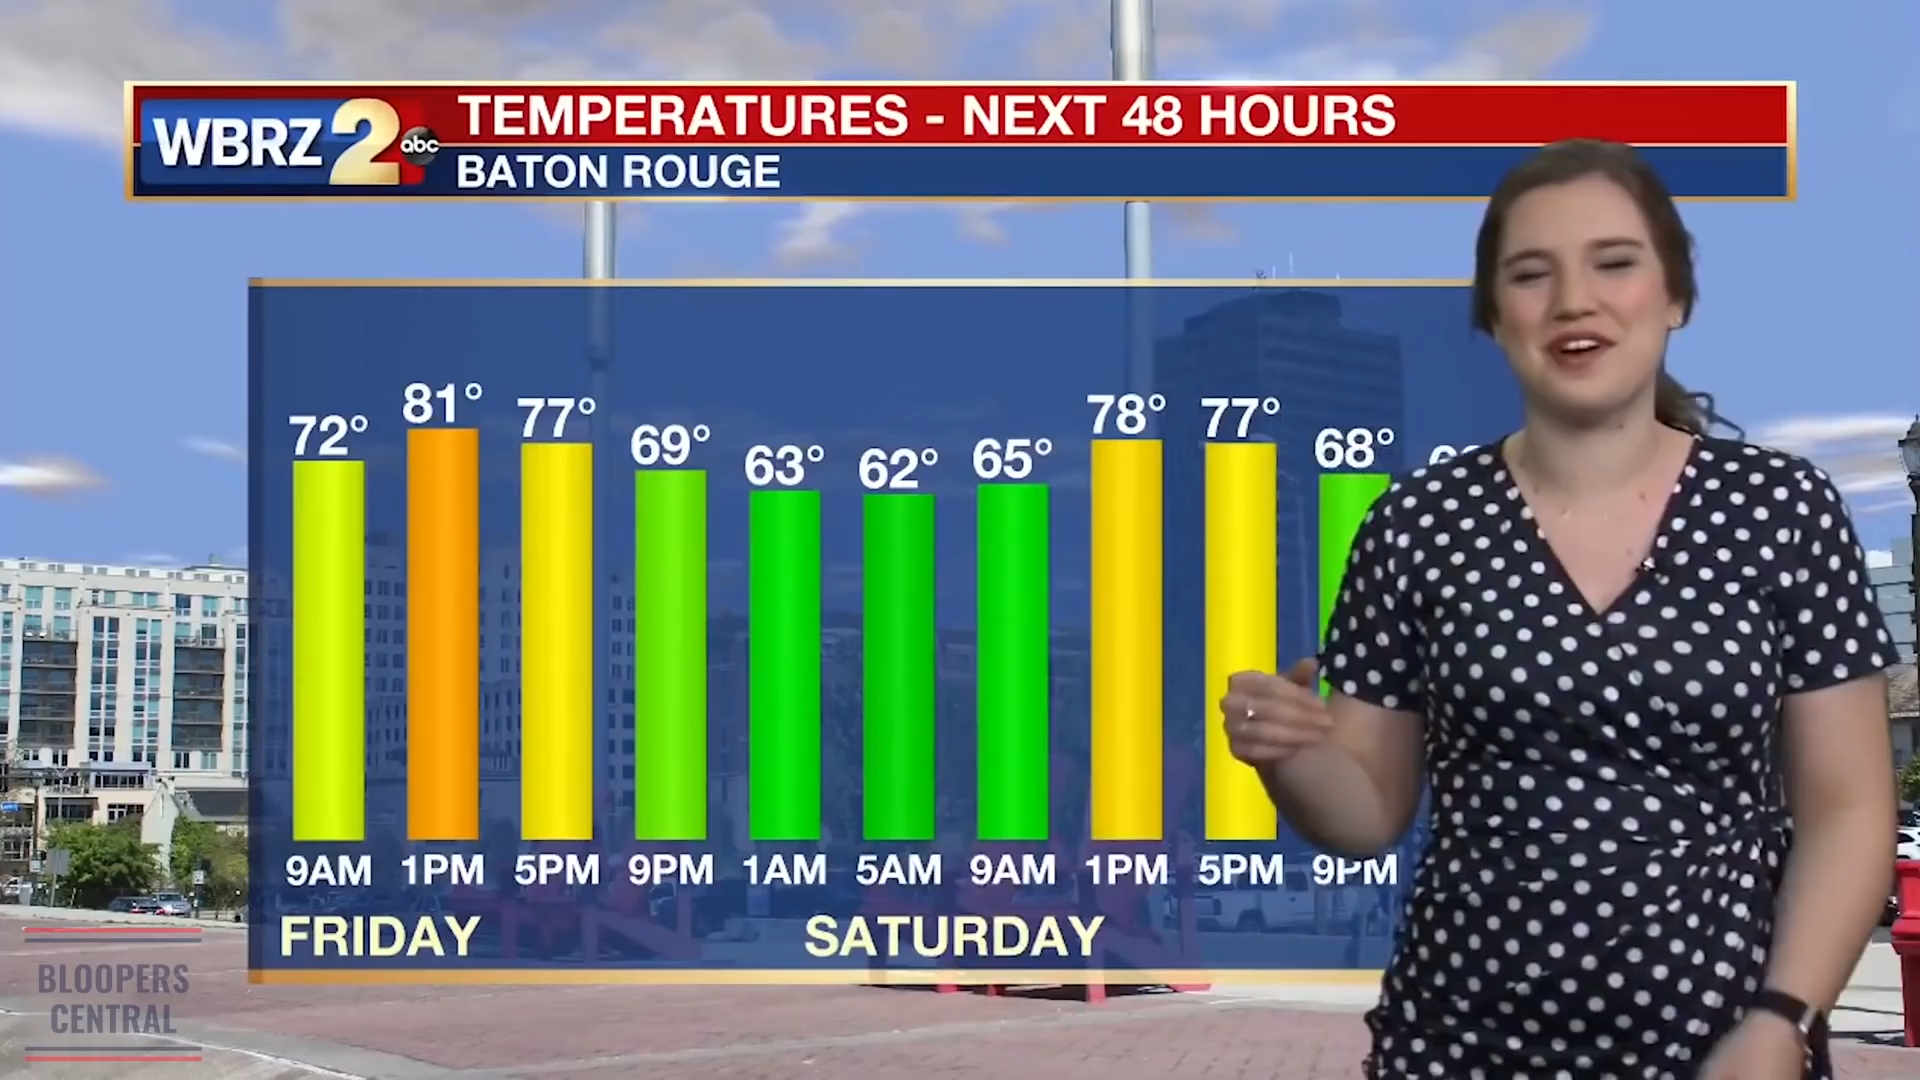 WBRZ 2 abc
TEMPERATURES - NEXT 48 HOURS
BATON ROUGE
72° 81° 77° 69° 63° 62° 65° 78° 77° 68°
9AM 1PM 5PM 9PM 1AM 5AM 9AM 1PM 5PM 9PM
FRIDAY SATURDAY
BLOOPERS
CENTRAL